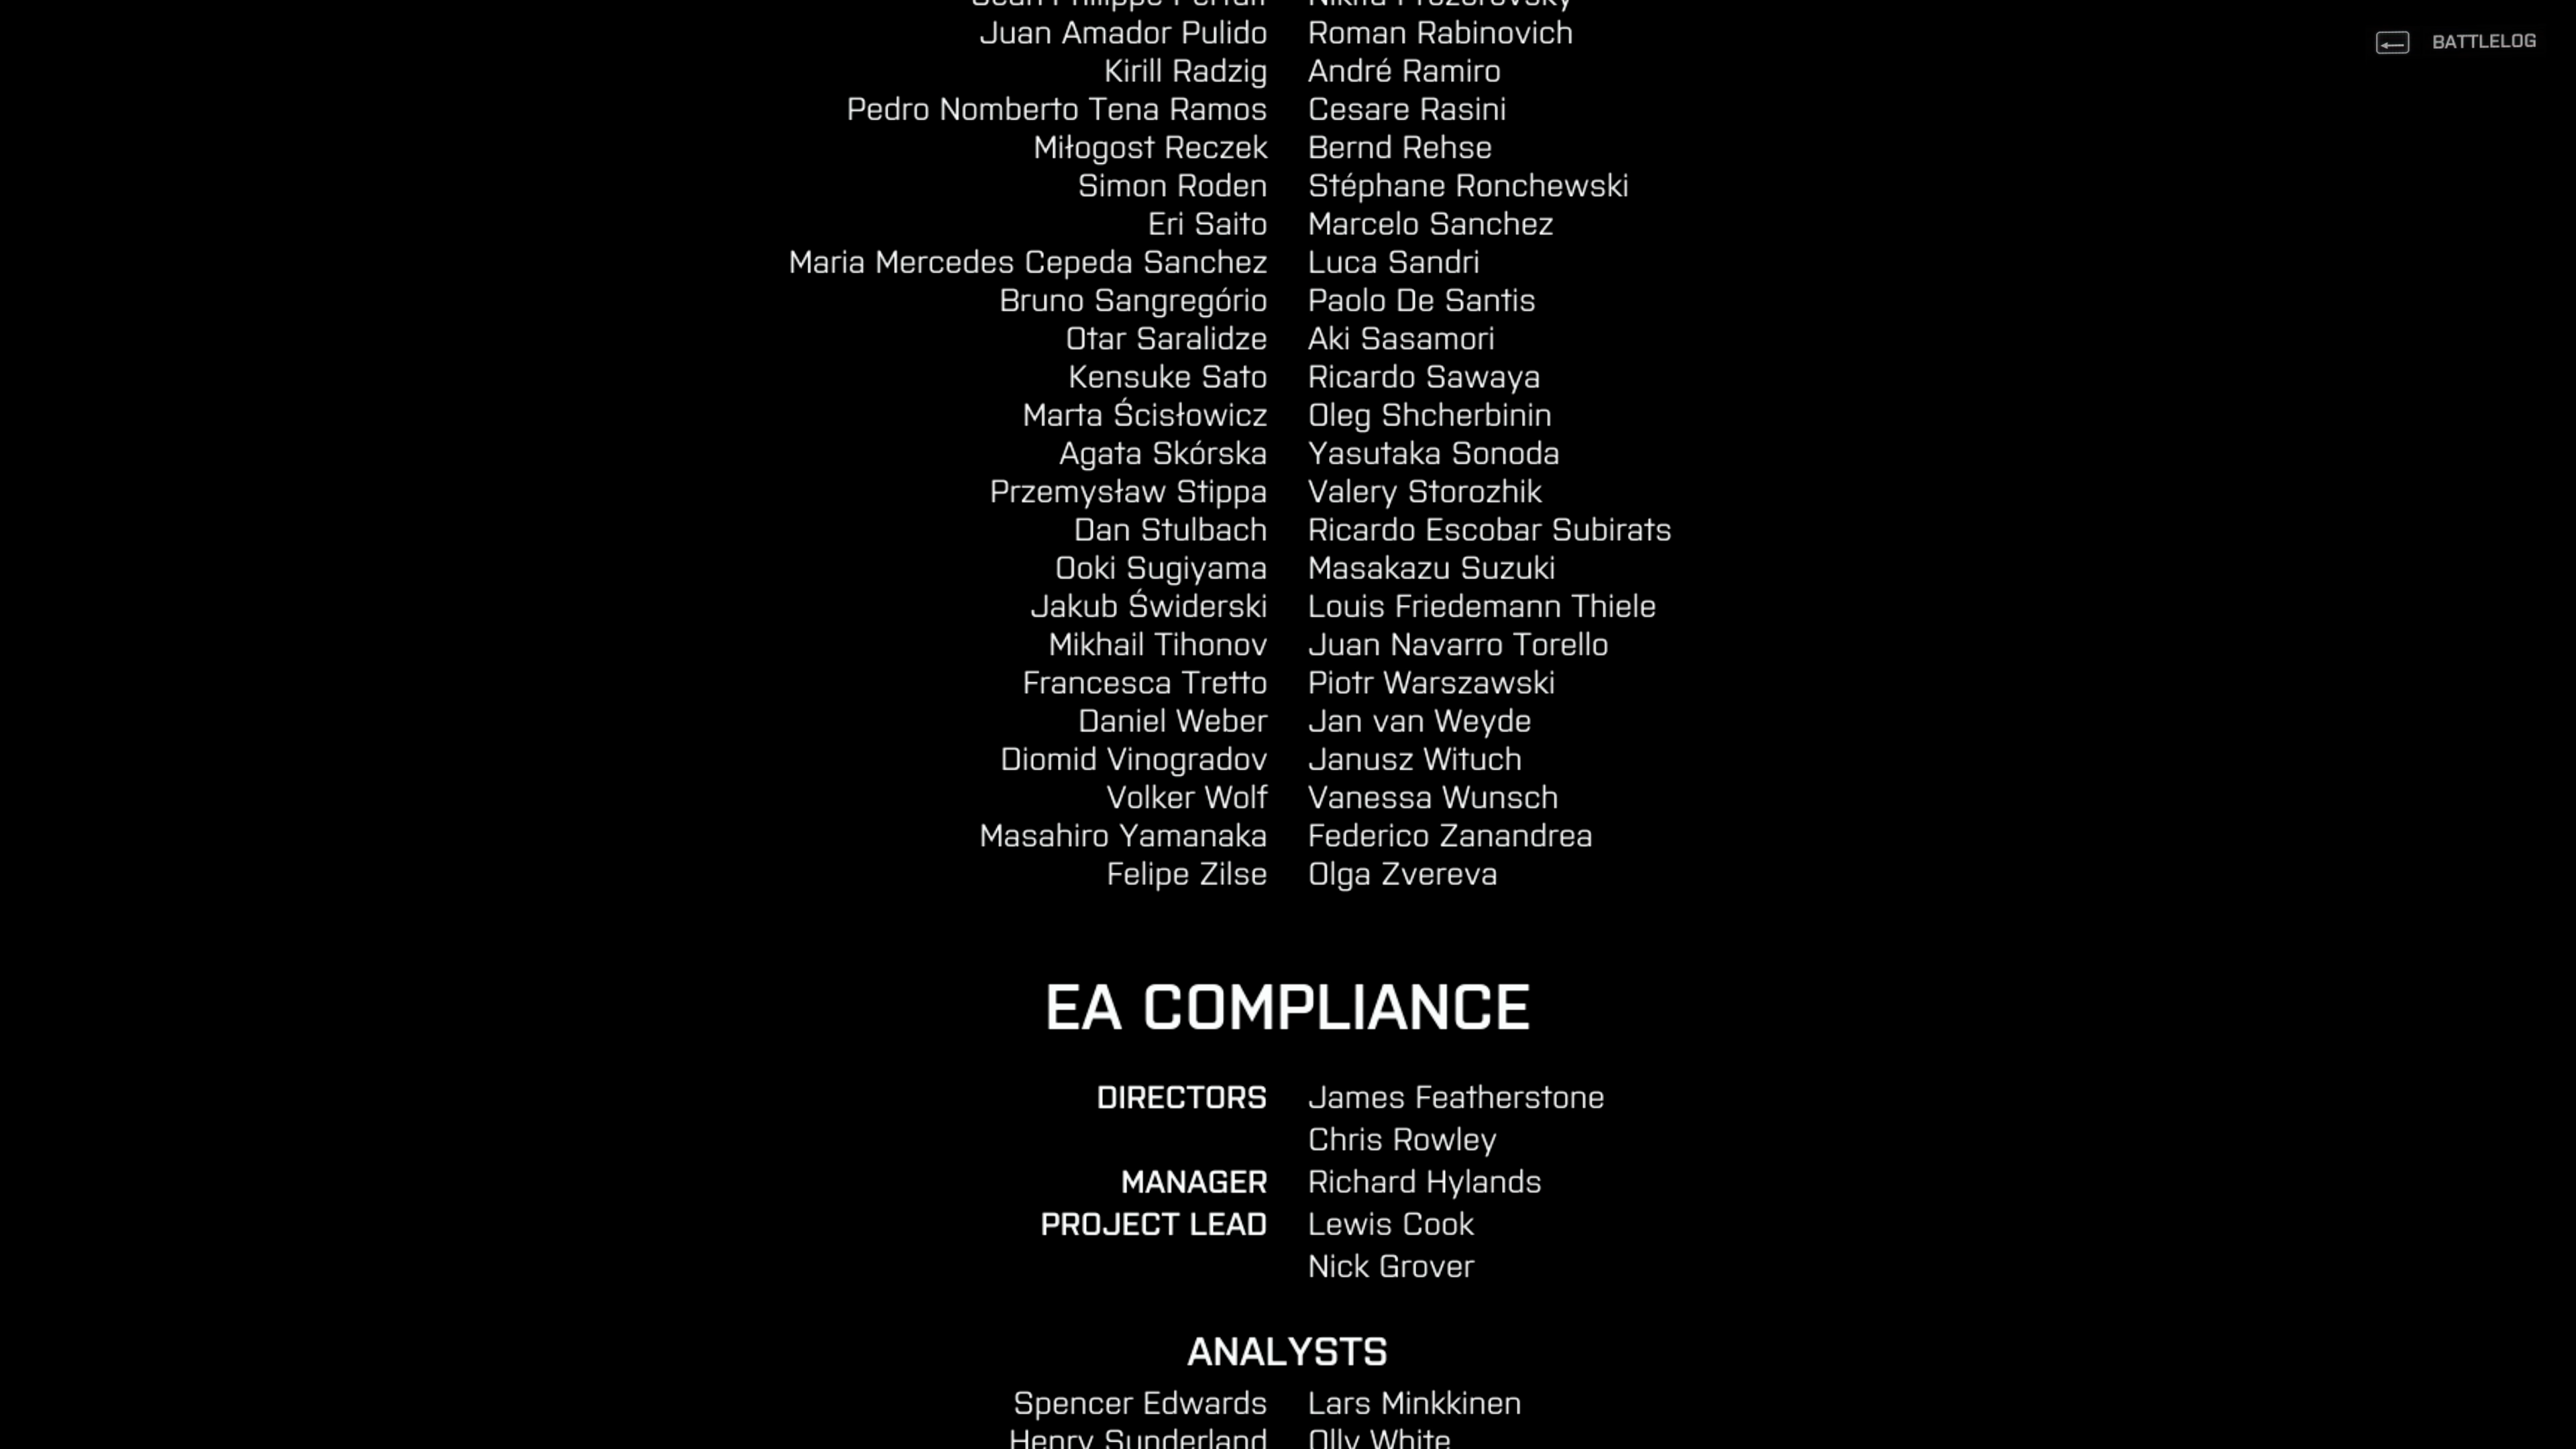 Juan Amador Pulido Roman Rabinovich
BATTLELOG
Kirill Radzig André Ramiro
Pedro Nomberto Tena Ramos Cesare Rasini
Miłogost Reczek Bernd Rehse
Simon Roden Stéphane Ronchewski
Eri Saito Marcelo Sanchez
Maria Mercedes Cepeda Sanchez Luca Sandri
Bruno Sangregório Paolo De Santis
Otar Saralidze Aki Sasamori
Kensuke Sato Ricardo Sawaya
Marta Ścisłowicz Oleg Shcherbinin
Agata Skórska Yasutaka Sonoda
Przemysław Stippa Valery Storozhik
Dan Stulbach Ricardo Escobar Subirats
Ooki Sugiyama Masakazu Suzuki
Jakub Świderski Louis Friedemann Thiele
Mikhail Tihonov Juan Navarro Torello
Francesca Tretto Piotr Warszawski
Daniel Weber Jan van Weyde
Diomid Vinogradov Janusz Wituch
Volker Wolf Vanessa Wunsch
Masahiro Yamanaka Federico Zanandrea
Felipe Zilse Olga Zvereva
EA COMPLIANCE
DIRECTORS James Featherstone
Chris Rowley
MANAGER Richard Hylands
PROJECT LEAD Lewis Cook
Nick Grover
ANALYSTS
Spencer Edwards Lars Minkkinen
Henry Sunderland Olly White